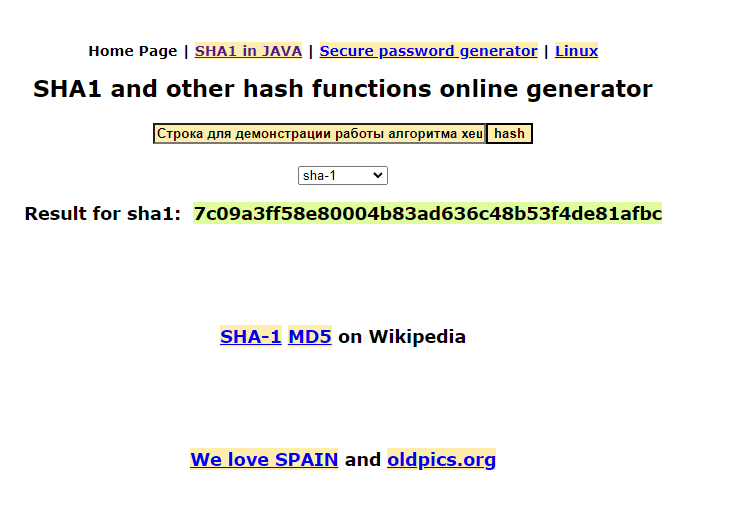 Home Page | SHA1 in JAVA | Secure password generator | Linux
SHA1 and other hash functions online generator
Строка для демонстрации работы алгоритма хеш hash
sha-1
Result for sha1: 7c09a3ff58e80004b83ad636c48b53f4de81afbc
SHA-1 MD5 on Wikipedia
We love SPAIN and oldpics.org